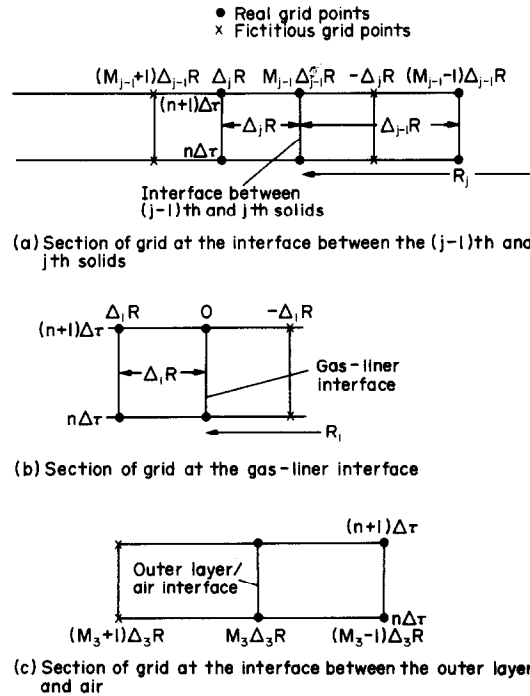 ● Real grid points
× Fictitious grid points
(Mⱼ₋₁+1)Δⱼ₋₁R ΔⱼR Mⱼ₋₁Δⱼ₋₁R -ΔⱼR (Mⱼ₋₁-1)Δⱼ₋₁R
(n+1)Δτ
ΔⱼR Δⱼ₋₁R
nΔτ
Rⱼ
Interface between
(j-1)th and jth solids
(a) Section of grid at the interface between the (j-1)th and
jth solids
Δ₁R O -Δ₁R
(n+1)Δτ
Δ₁R
Gas-liner
interface
nΔτ
R₁
(b) Section of grid at the gas-liner interface
(n+1)Δτ
Outer layer/
air interface
nΔτ
(M₃+1)Δ₃R M₃Δ₃R (M₃-1)Δ₃R
(c) Section of grid at the interface between the outer layer
and air